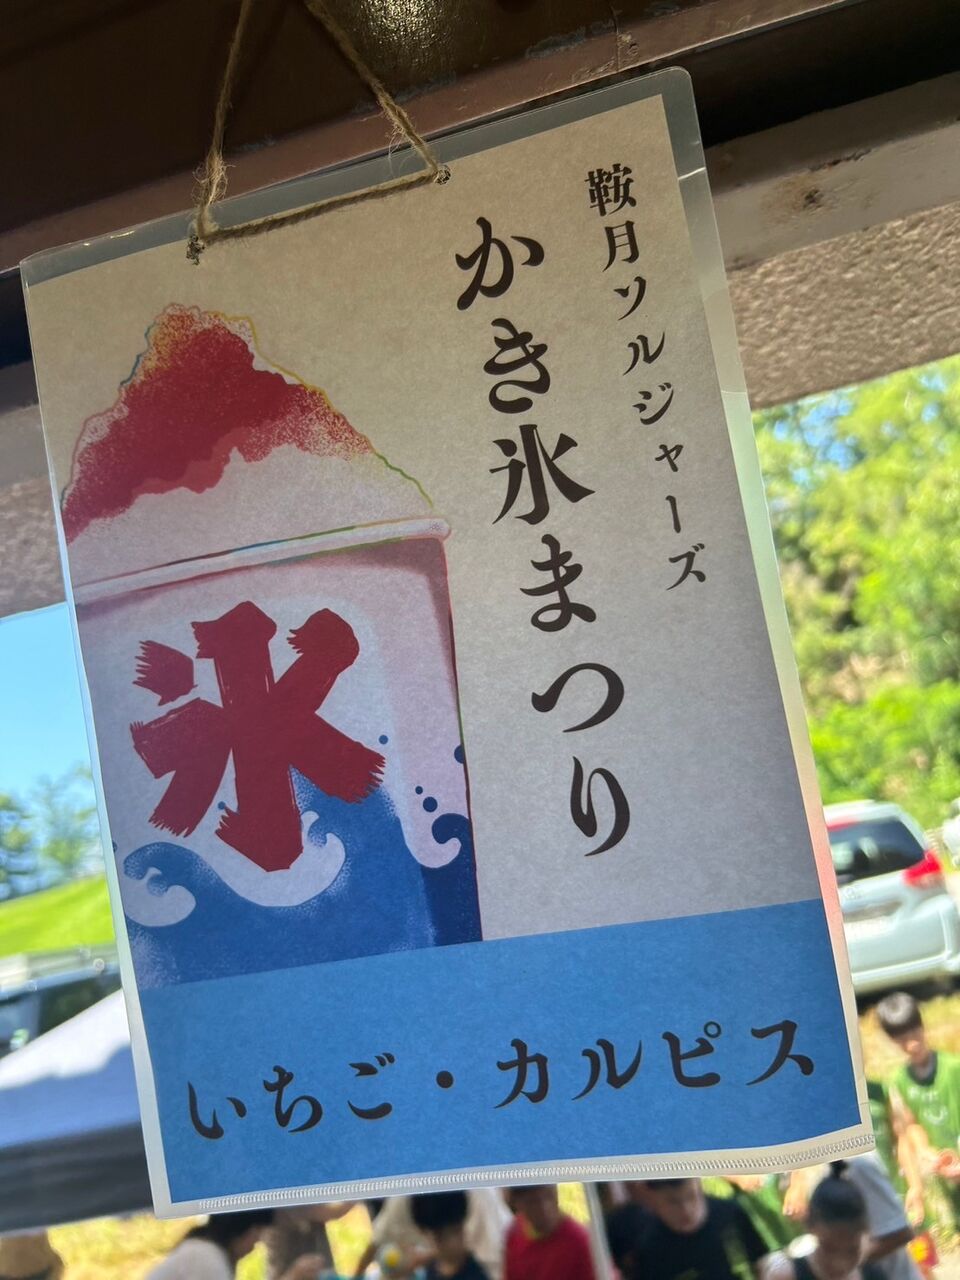 鞍月ソルジャーズ
かき氷まつり
氷
いちご・カルピス